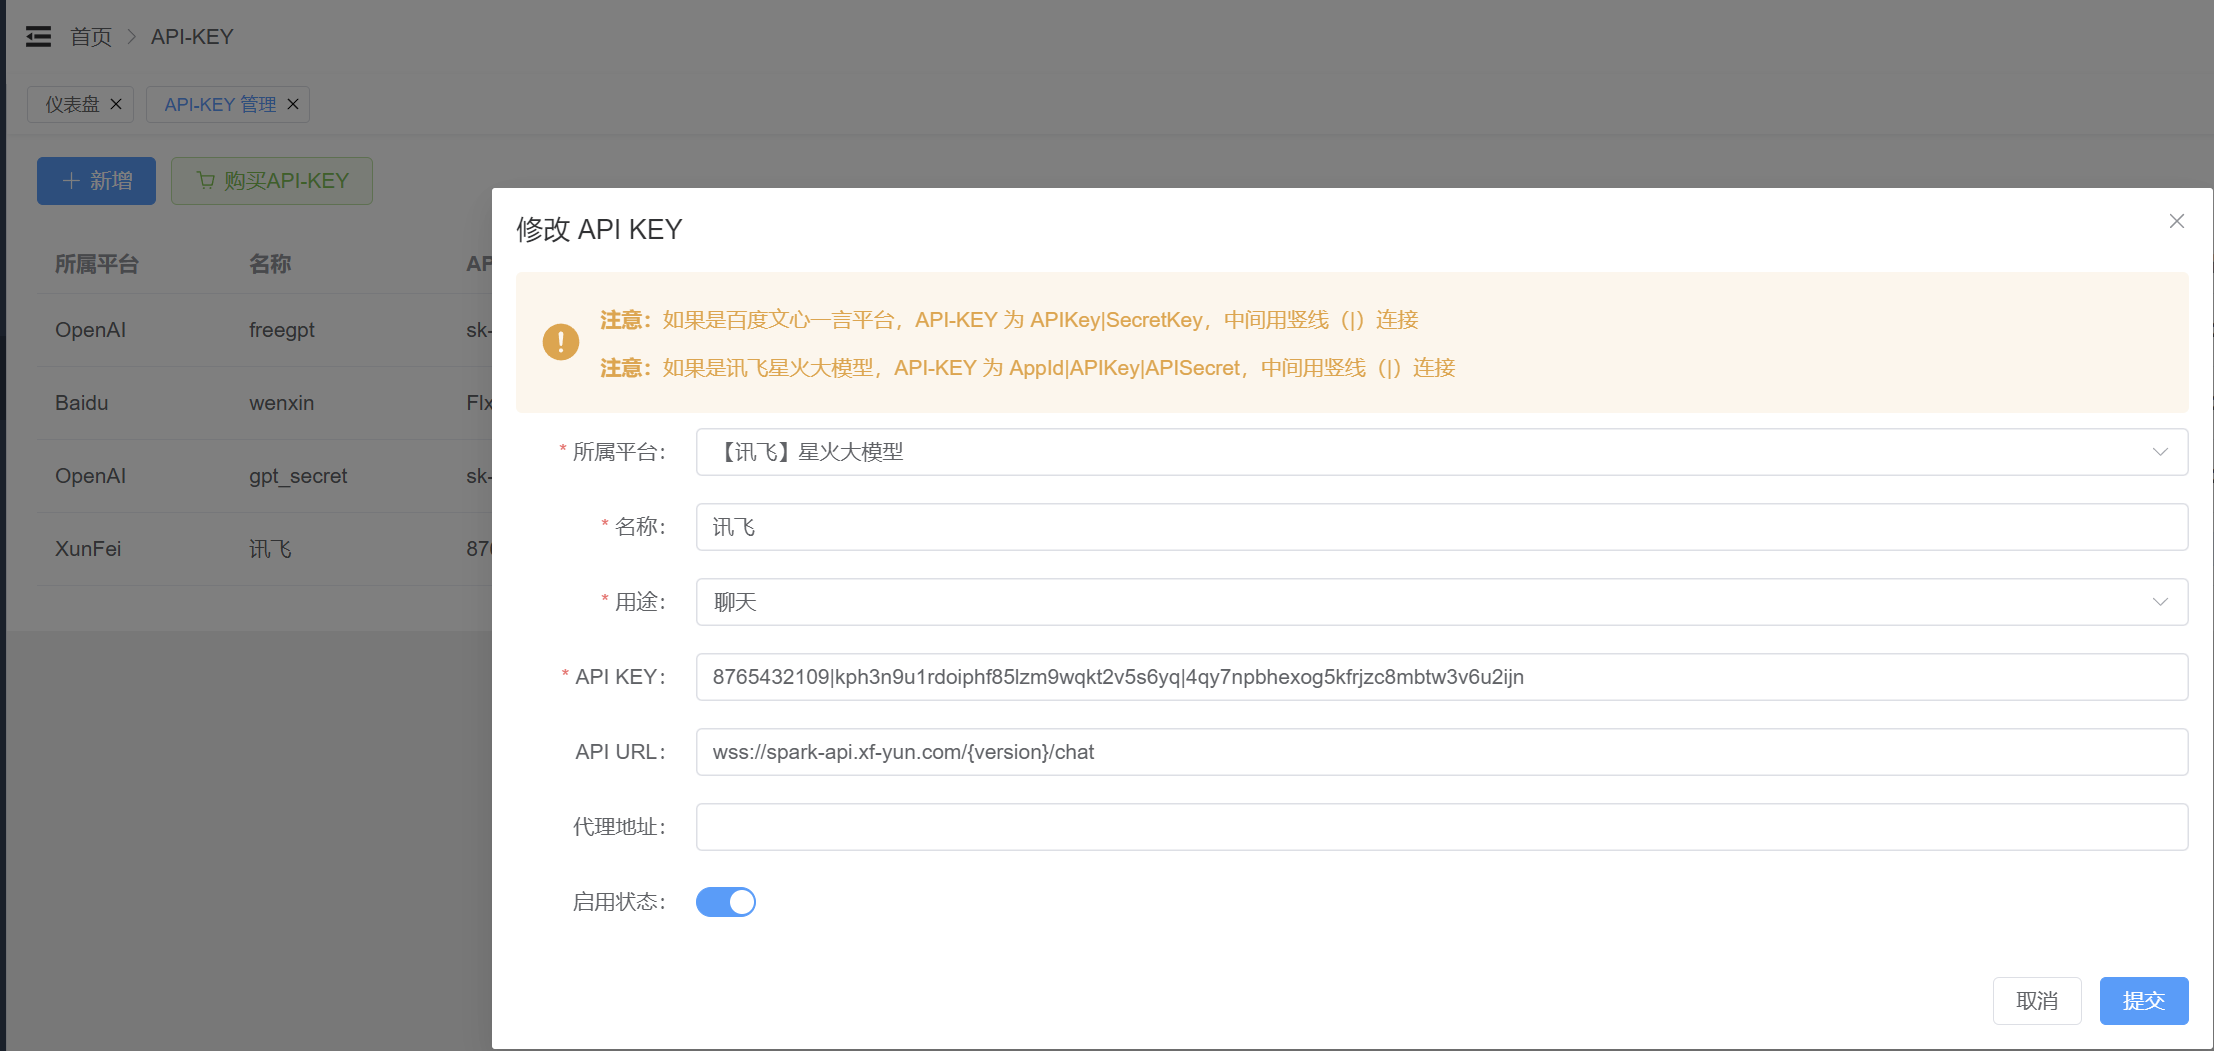 首页 > API-KEY
仪表盘 API-KEY 管理
新增 购买API-KEY
所属平台 名称 AP
OpenAI freegpt sk-
Baidu wenxin Flx
OpenAI gpt_secret sk-
XunFei 讯飞 876
修改 API KEY
注意：如果是百度文心一言平台，API-KEY 为 APIKey|SecretKey，中间用竖线（|）连接
注意：如果是讯飞星火大模型，API-KEY 为 AppId|APIKey|APISecret，中间用竖线（|）连接
* 所属平台： 【讯飞】星火大模型
* 名称： 讯飞
* 用途： 聊天
* API KEY： 8765432109|kph3n9u1rdoiphf85lzm9wqkt2v5s6yq|4qy7npbhexog5kfrjzc8mbtw3v6u2ijn
API URL： wss://spark-api.xf-yun.com/{version}/chat
代理地址：
启用状态：
取消 提交